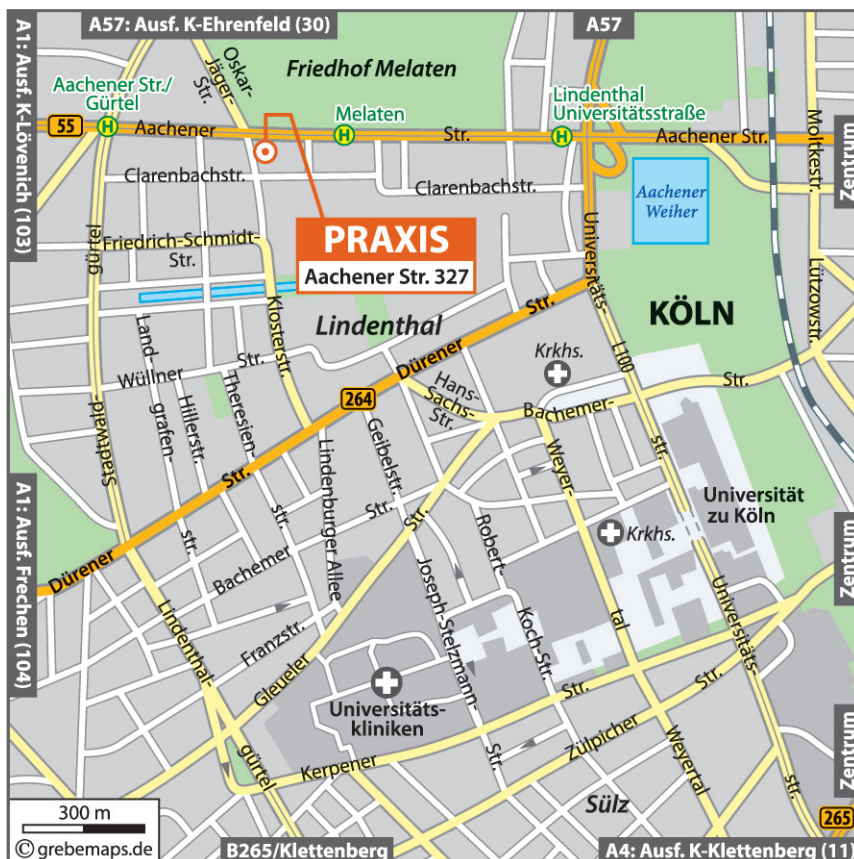 A57: Ausf. K-Ehrenfeld (30)
A57
A1: Ausf. K-Lövenich (103)
Oskar-
Jäger-
Str.
Friedhof Melaten
Aachener Str./
Gürtel
Melaten
Lindenthal
Universitätsstraße
H
H
H
55
Aachener
Str.
Aachener Str.
Moltkestr.
Zentrum
Clarenbachstr.
Clarenbachstr.
Aachener
Weiher
gürtel
Friedrich-Schmidt-
Str.
PRAXIS
Aachener Str. 327
Universitäts-
Lützowstr.
Klosterstr.
Lindenthal
Str.
KÖLN
Dürener
Land-
grafen-
str.
Wüllner
Str.
Krkhs.
L100
Hans-
Sachs-
Str.
Str.
Bachemer-
264
Stadtwald-
Hillerstr.
Theresien-
str.
Lindenburger Allee
Geibelstr.
Weyer-
tal
str.
Str.
A1: Ausf. Frechen (104)
Universität
zu Köln
Krkhs.
Str.
Str.
Robert-
Koch-Str.
Bachemer
Dürener
Zentrum
Joseph-Stelzmann-
Str.
Universitäts-
str.
Lindenthal-
gürtel
Franzstr.
Gleueler
Universitäts-
kliniken
Str.
Str.
Zülpicher
Kerpener
Weyertal
Zentrum
Sülz
300 m
© grebemaps.de
B265/Klettenberg
A4: Ausf. K-Klettenberg (11)
265